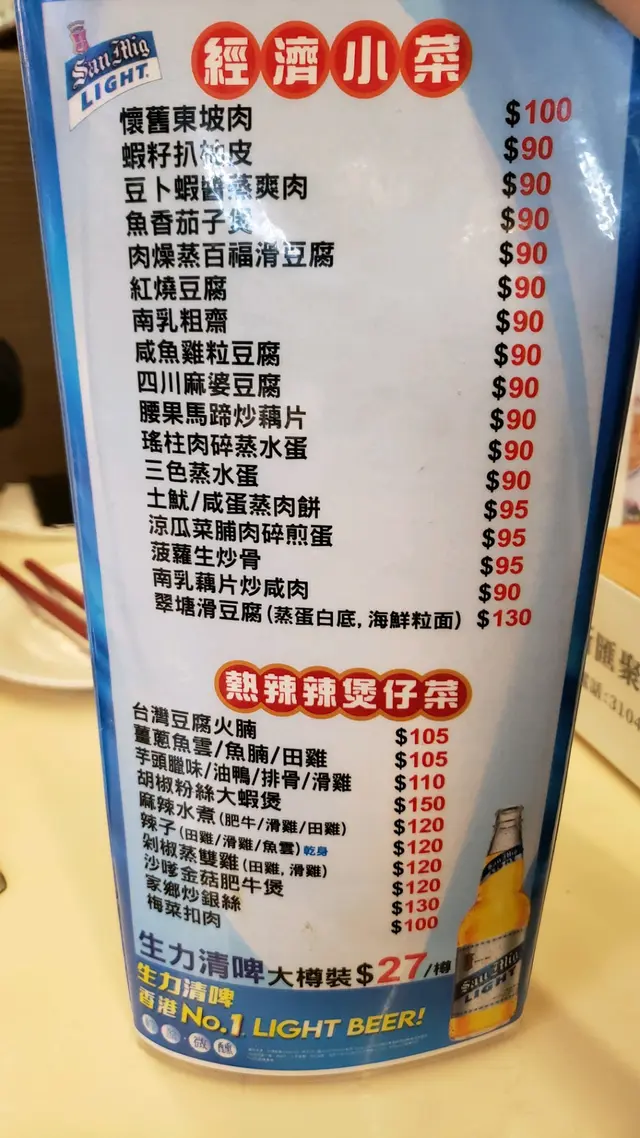 San Mig
LIGHT.
經濟小菜
懷舊東坡肉 $100
蝦籽扒柚皮 $90
豆卜蝦醬蒸爽肉 $90
魚香茄子煲 $90
肉燥蒸百福滑豆腐 $90
紅燒豆腐 $90
南乳粗齋 $90
咸魚雞粒豆腐 $90
四川麻婆豆腐 $90
腰果馬蹄炒藕片 $90
瑤柱肉碎蒸水蛋 $90
三色蒸水蛋 $90
土魷/咸蛋蒸肉餅 $95
涼瓜菜脯肉碎煎蛋 $95
菠蘿生炒骨 $95
南乳藕片炒咸肉 $90
翠塘滑豆腐(蒸蛋白底, 海鮮粒面) $130
熱辣辣煲仔菜
台灣豆腐火腩 $105
薑蔥魚雲/魚腩/田雞 $105
芋頭臘味/油鴨/排骨/滑雞 $110
胡椒粉絲大蝦煲 $150
麻辣水煮(肥牛/滑雞/田雞) $120
辣子(田雞/滑雞/魚雲)乾身 $120
剁椒蒸雙雞(田雞, 滑雞) $120
沙嗲金菇肥牛煲 $120
家鄉炒銀絲 $130
梅菜扣肉 $100
生力清啤大樽裝$27/樽
生力清啤
香港No.1 LIGHT BEER!
微醺
San Mig
LIGHT
匯聚
:3104